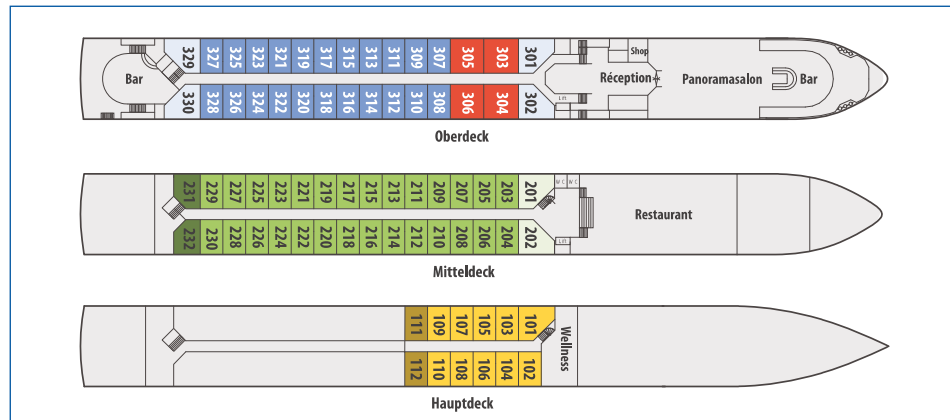 329 327 325 323 321 319 317 315 313 311 309 307 305 303 301
Shop
Bar
Réception
Panoramasalon
Bar
330 328 326 324 322 320 318 316 314 312 310 308 306 304 302
Lift
Oberdeck
231 229 227 225 223 221 219 217 215 213 211 209 207 205 203 201
WC WC
Restaurant
232 230 228 226 224 222 220 218 216 214 212 210 208 206 204 202
Lift
Mitteldeck
111 109 107 105 103 101
Wellness
112 110 108 106 104 102
Hauptdeck